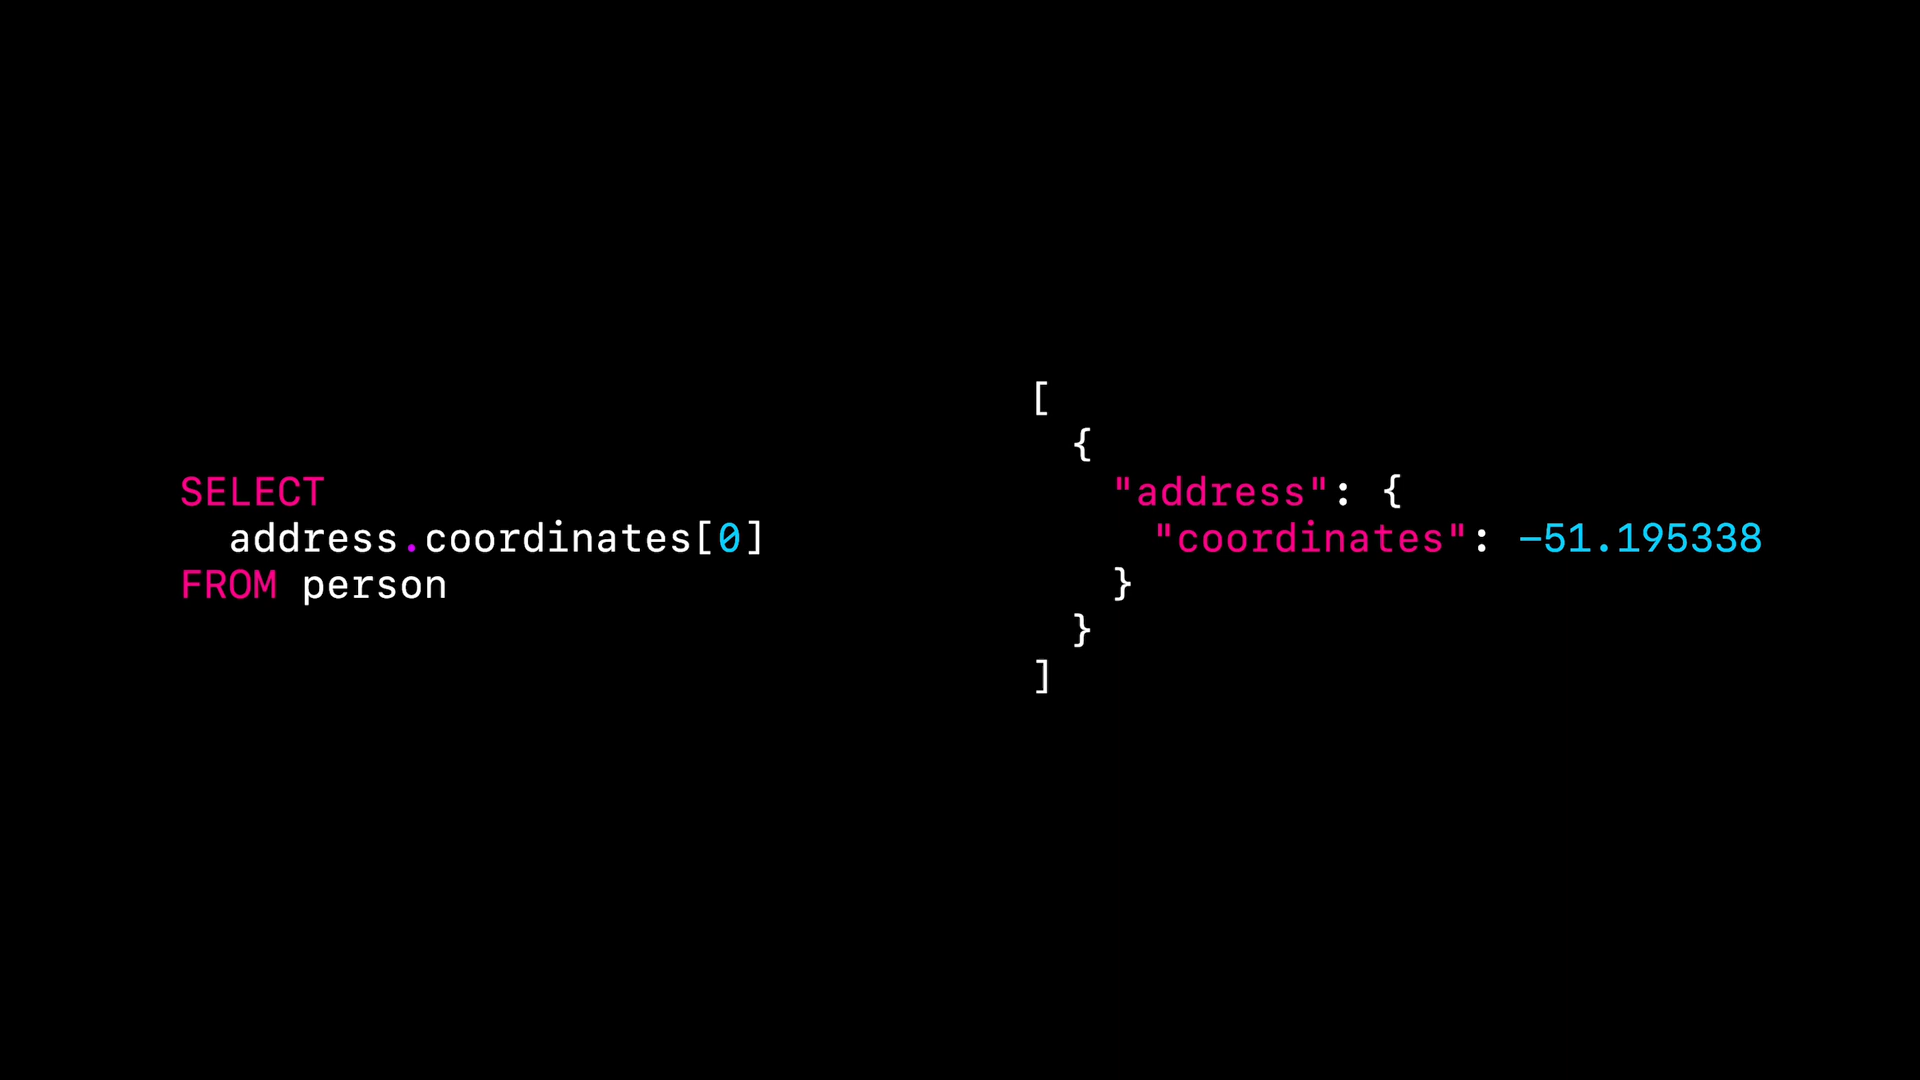 SELECT
  address.coordinates[0]
FROM person
[
  {
    "address": {
      "coordinates": -51.195338
    }
  }
]